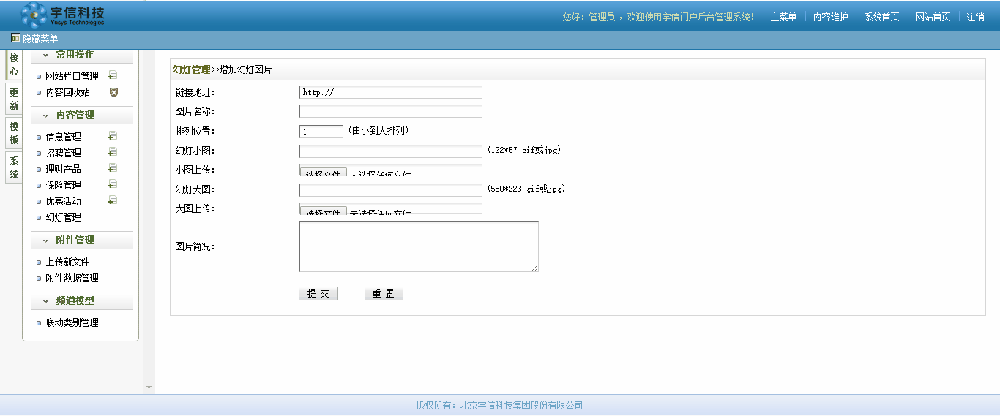 宇信科技
Yusys Technologies
您好：管理员 ，欢迎使用宇信门户后台管理系统！ 主菜单 内容维护 系统首页 网站首页 注销
隐藏菜单
核心
更新
模板
系统
常用操作
网站栏目管理
内容回收站
内容管理
信息管理
招聘管理
理财产品
保险管理
优惠活动
幻灯管理
附件管理
上传新文件
附件数据管理
频道模型
联动类别管理
幻灯管理>>增加幻灯图片
链接地址： http://
图片名称：
排列位置： 1 (由小到大排列)
幻灯小图： (122*57 gif或jpg)
小图上传： 选择文件 未选择任何文件
幻灯大图： (580*223 gif或jpg)
大图上传： 选择文件 未选择任何文件
图片简况：
提 交 重 置
版权所有：北京宇信科技集团股份有限公司